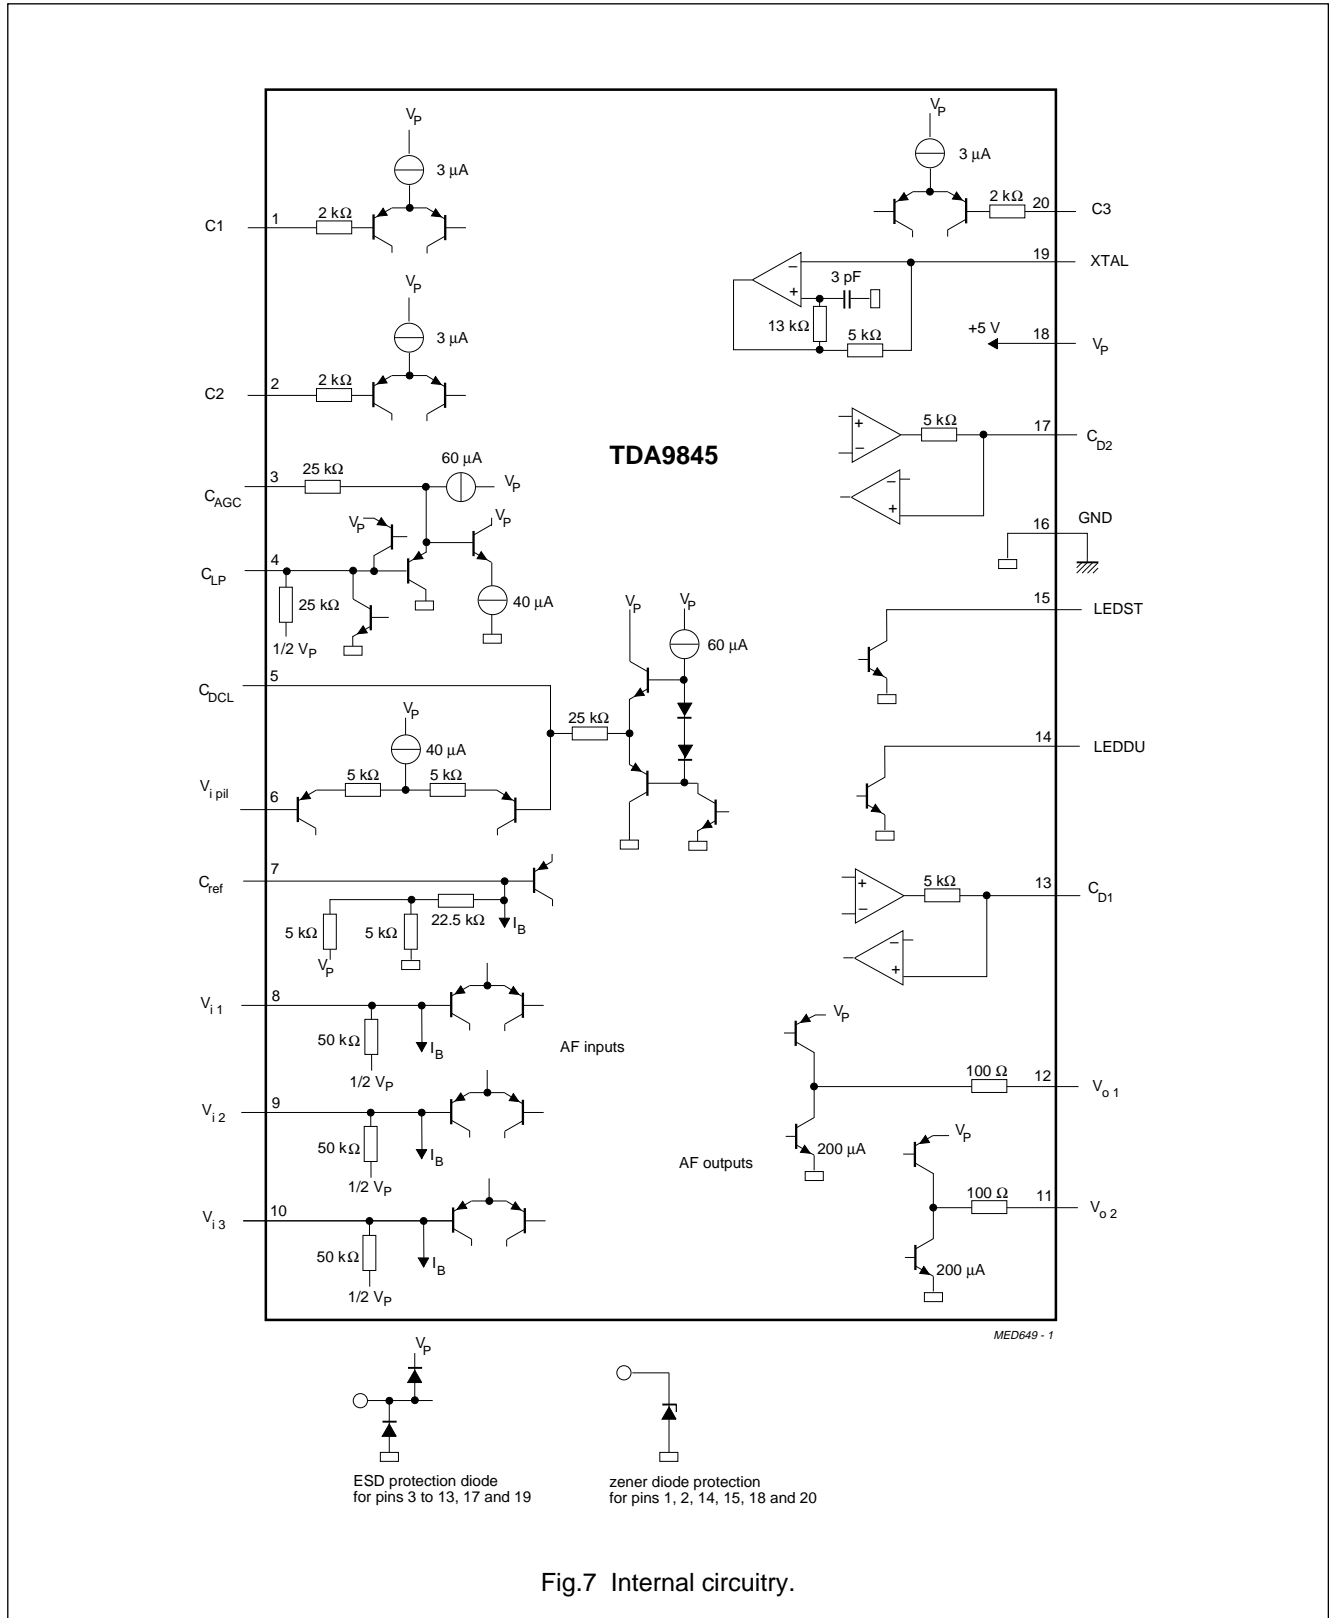 V_P
3 µA
2 kΩ
1
C1
V_P
3 µA
2 kΩ
2
C2
TDA9845
60 µA
V_P
25 kΩ
3
C_AGC
V_P
V_P
4
C_LP
25 kΩ
1/2 V_P
40 µA
V_P
V_P
60 µA
5
C_DCL
25 kΩ
V_P
40 µA
5 kΩ
5 kΩ
V_i pil
6
7
C_ref
22.5 kΩ
I_B
5 kΩ
5 kΩ
V_P
V_i 1
8
50 kΩ
I_B
1/2 V_P
AF inputs
V_i 2
9
50 kΩ
I_B
1/2 V_P
V_i 3
10
50 kΩ
I_B
1/2 V_P
V_P
3 µA
2 kΩ
20
C3
19
XTAL
−
+
3 pF
13 kΩ
5 kΩ
+5 V
18
V_P
+
−
5 kΩ
17
C_D2
−
+
16
GND
15
LEDST
14
LEDDU
+
−
5 kΩ
13
C_D1
−
+
V_P
100 Ω
12
V_o 1
200 µA
AF outputs
V_P
100 Ω
11
V_o 2
200 µA
MED649 - 1
V_P
ESD protection diode
for pins 3 to 13, 17 and 19
zener diode protection
for pins 1, 2, 14, 15, 18 and 20
Fig.7 Internal circuitry.